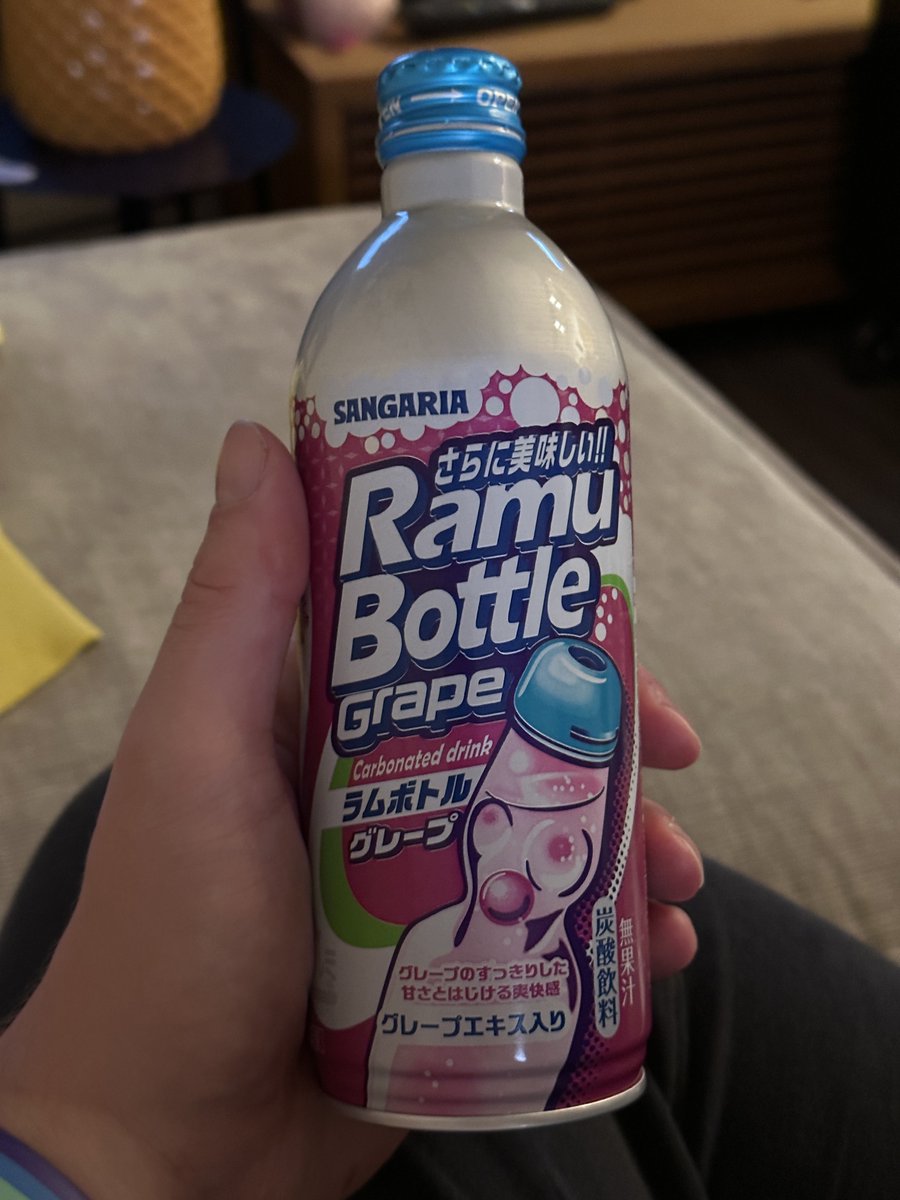 OPEN
SANGARIA
さらに美味しい!!
Ramu
Bottle
Grape
Carbonated drink
ラムボトル
グレープ
グレープのすっきりした
甘さとはじける爽快感
グレープエキス入り
炭酸飲料
無果汁